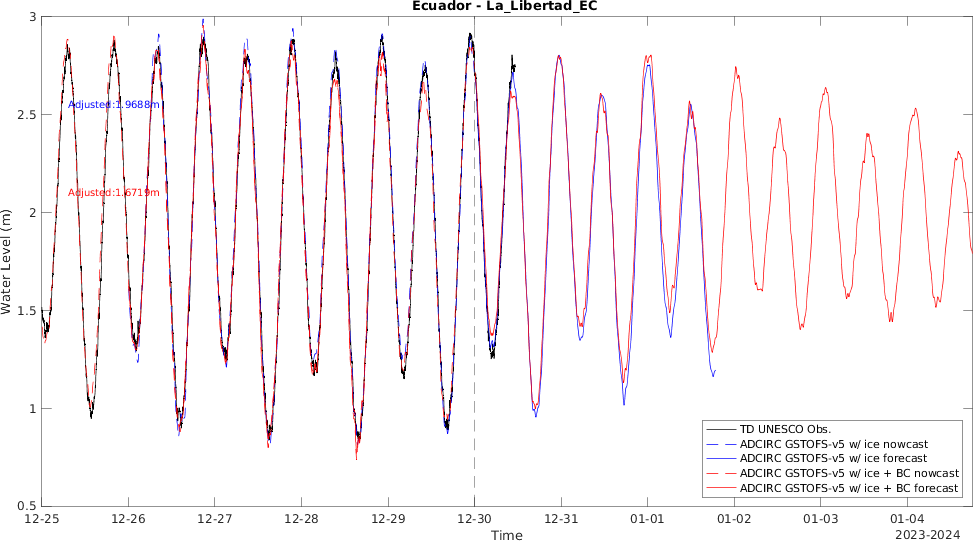 Ecuador - La_Libertad_EC
3
2.5
2
1.5
1
0.5
Water Level (m)
Adjusted:1.9688m
Adjusted:1.6719m
TD UNESCO Obs.
ADCIRC GSTOFS-v5 w/ ice nowcast
ADCIRC GSTOFS-v5 w/ ice forecast
ADCIRC GSTOFS-v5 w/ ice + BC nowcast
ADCIRC GSTOFS-v5 w/ ice + BC forecast
12-25 12-26 12-27 12-28 12-29 12-30 12-31 01-01 01-02 01-03 01-04
Time
2023-2024